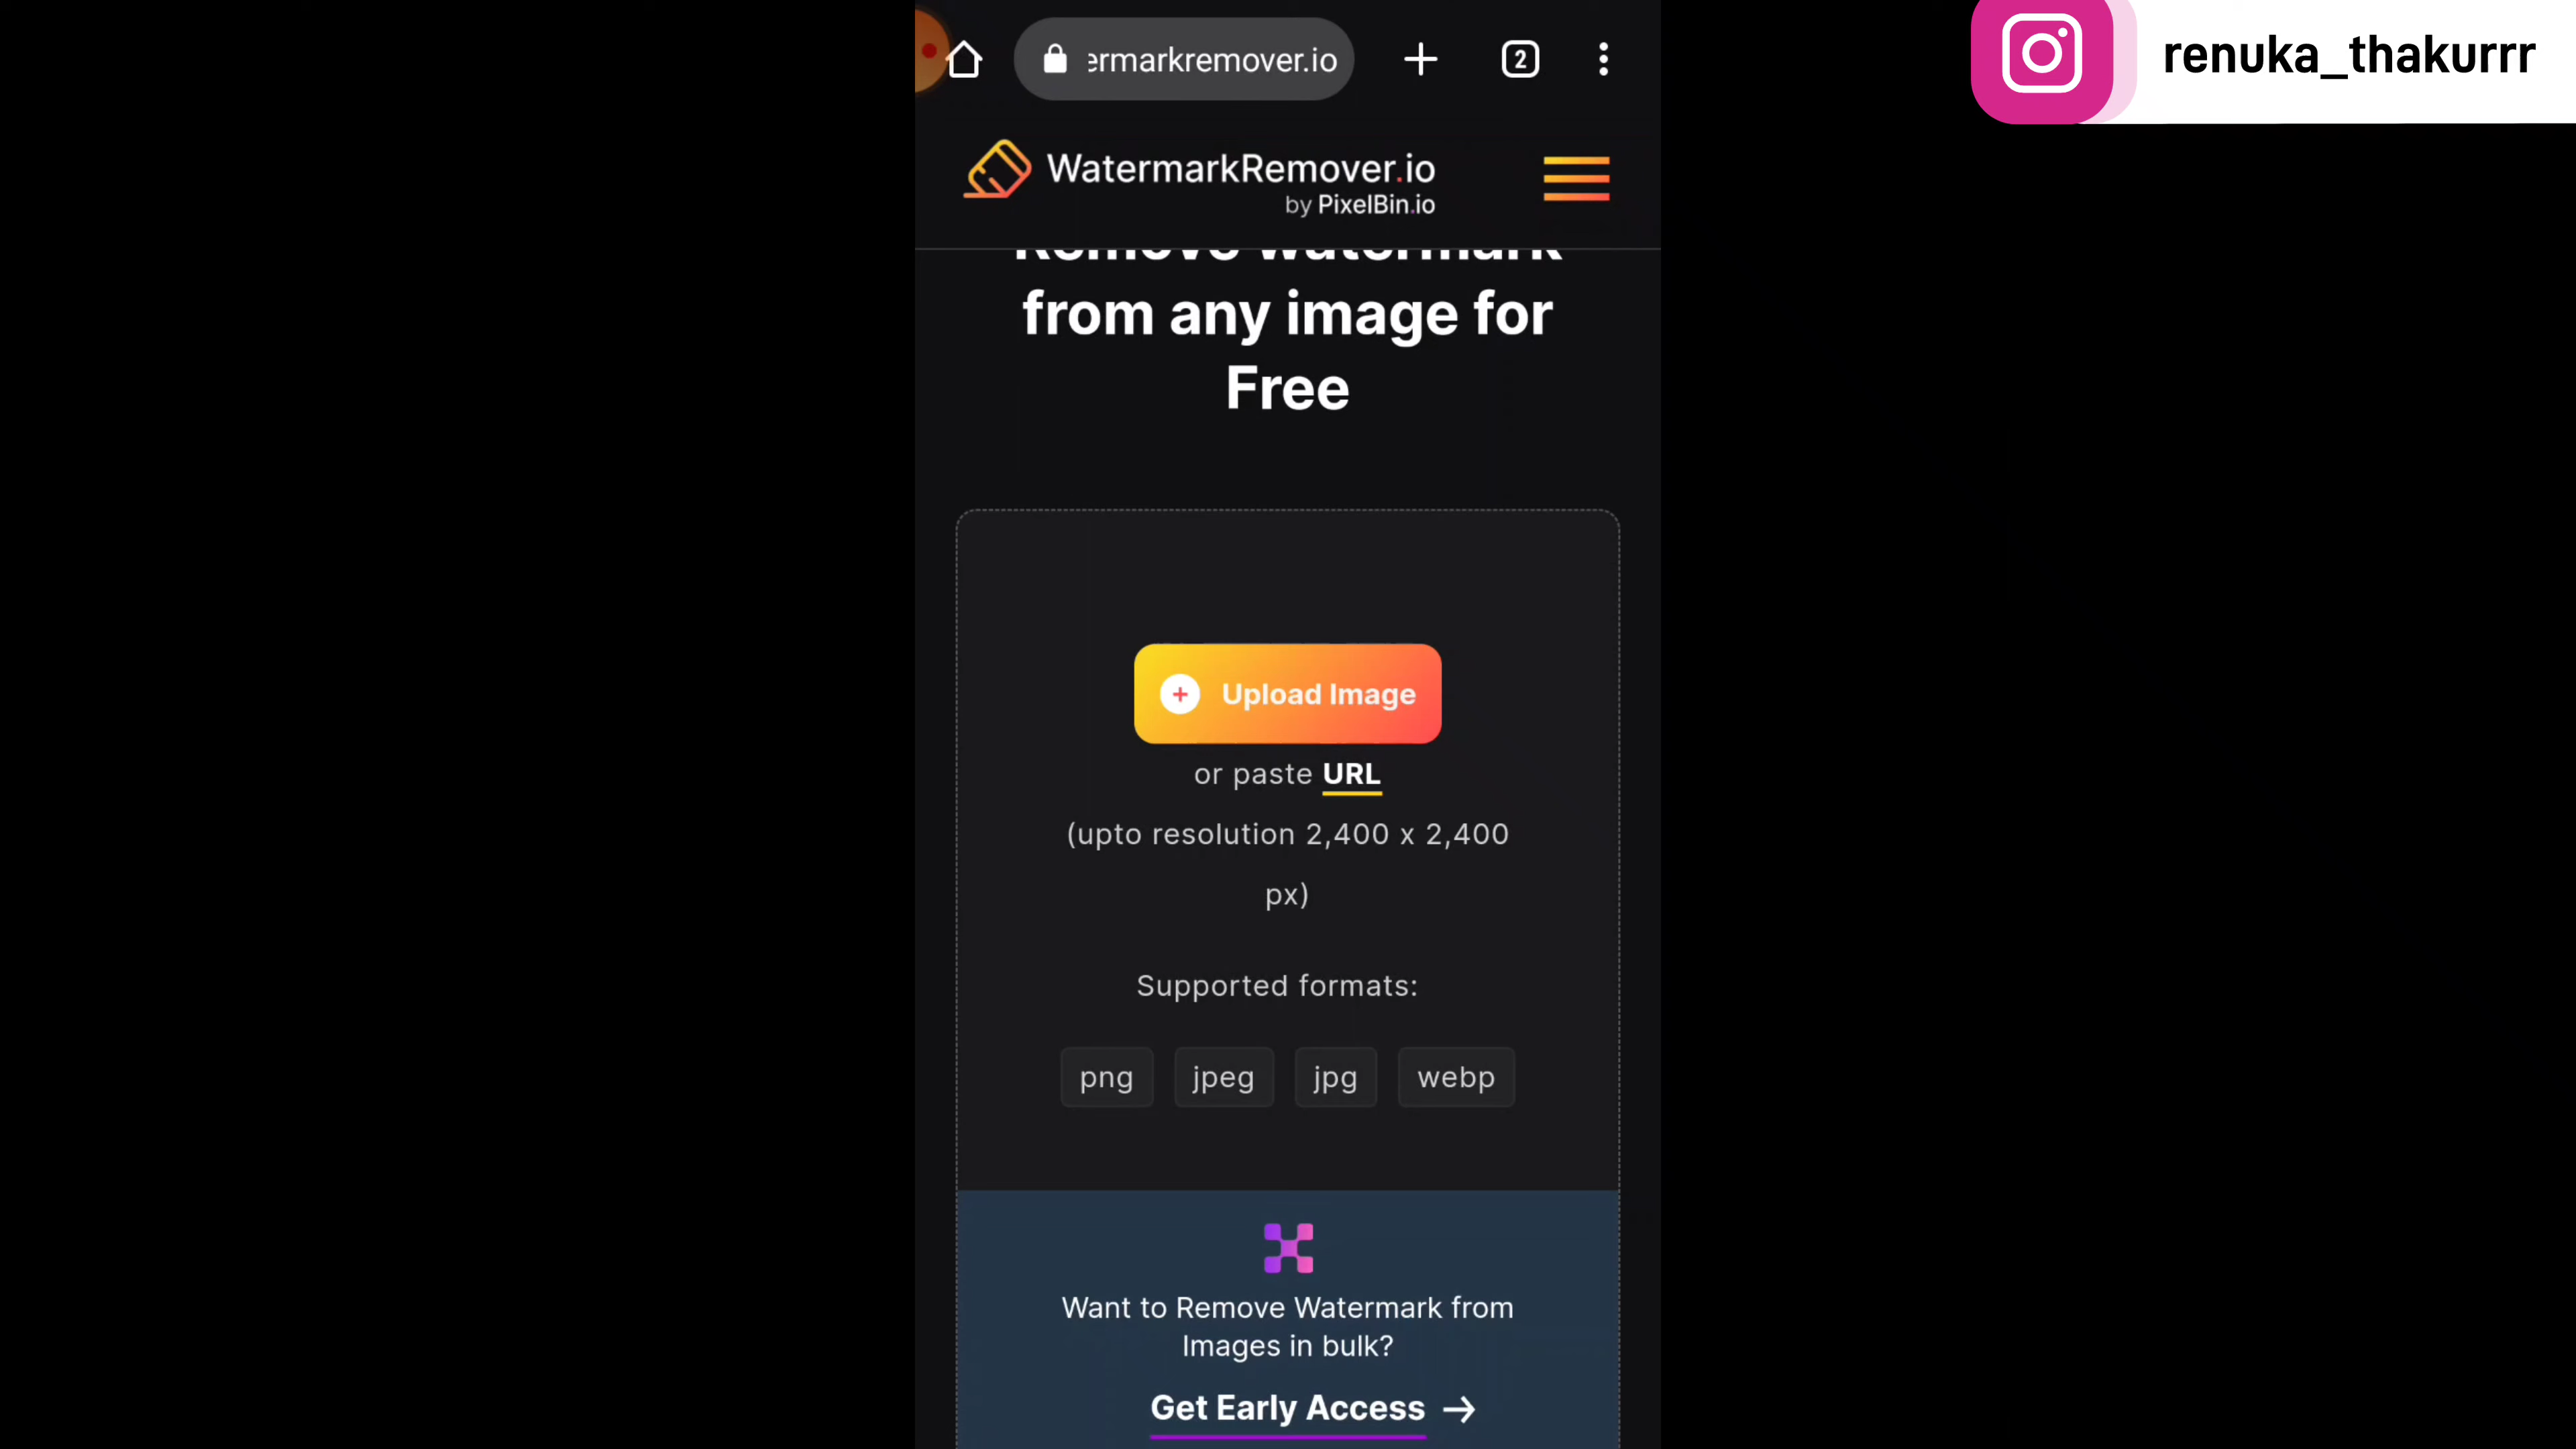 ermarkremover.io
2
renuka_thakurrr
WatermarkRemover.io
by PixelBin.io
Remove watermark
from any image for
Free
Upload Image
or paste URL
(upto resolution 2,400 x 2,400
px)
Supported formats:
png jpeg jpg webp
Want to Remove Watermark from
Images in bulk?
Get Early Access